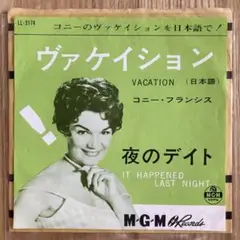 LL-2174
コニーのヴァケイションを日本語で!
ヴァケイション
VACATION (日本語)
コニー・フランシス
!!
夜のデイト
IT HAPPENED
LAST NIGHT
MGM
M-G-M Records